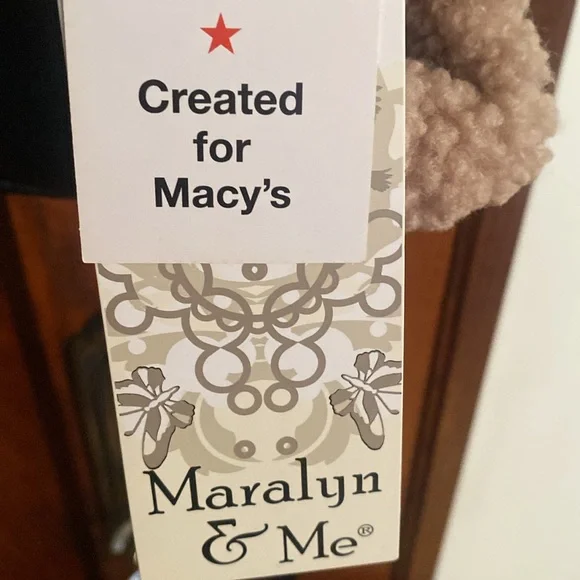 Created
for
Macy's
Maralyn
& Me®